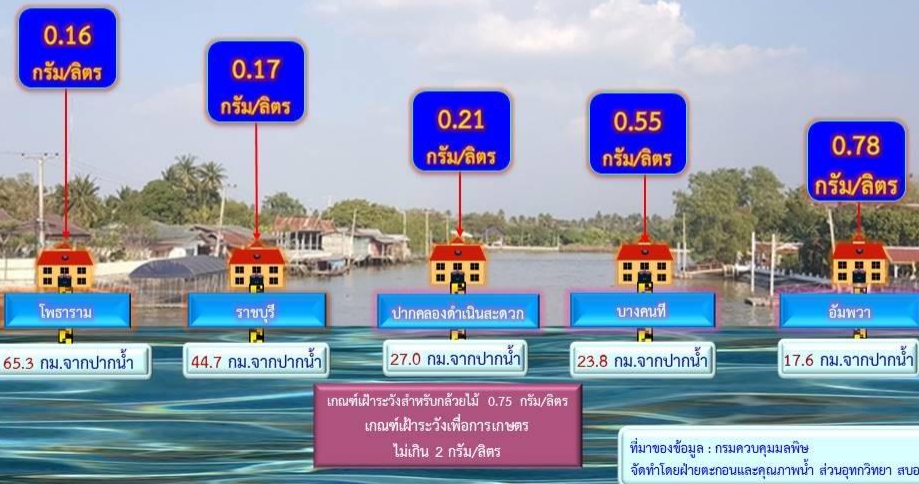 0.16
กรัม/ลิตร
0.17
กรัม/ลิตร
0.21
กรัม/ลิตร
0.55
กรัม/ลิตร
0.78
กรัม/ลิตร
โพธาราม
ราชบุรี
ปากคลองดำเนินสะดวก
บางคนที
อัมพวา
65.3 กม.จากปากน้ำ
44.7 กม.จากปากน้ำ
27.0 กม.จากปากน้ำ
23.8 กม.จากปากน้ำ
17.6 กม.จากปากน้ำ
เกณฑ์เฝ้าระวังสำหรับกล้วยไม้ 0.75 กรัม/ลิตร
เกณฑ์เฝ้าระวังเพื่อการเกษตร
ไม่เกิน 2 กรัม/ลิตร
ที่มาของข้อมูล : กรมควบคุมมลพิษ
จัดทำโดยฝ่ายตะกอนและคุณภาพน้ำ ส่วนอุทกวิทยา สบอ